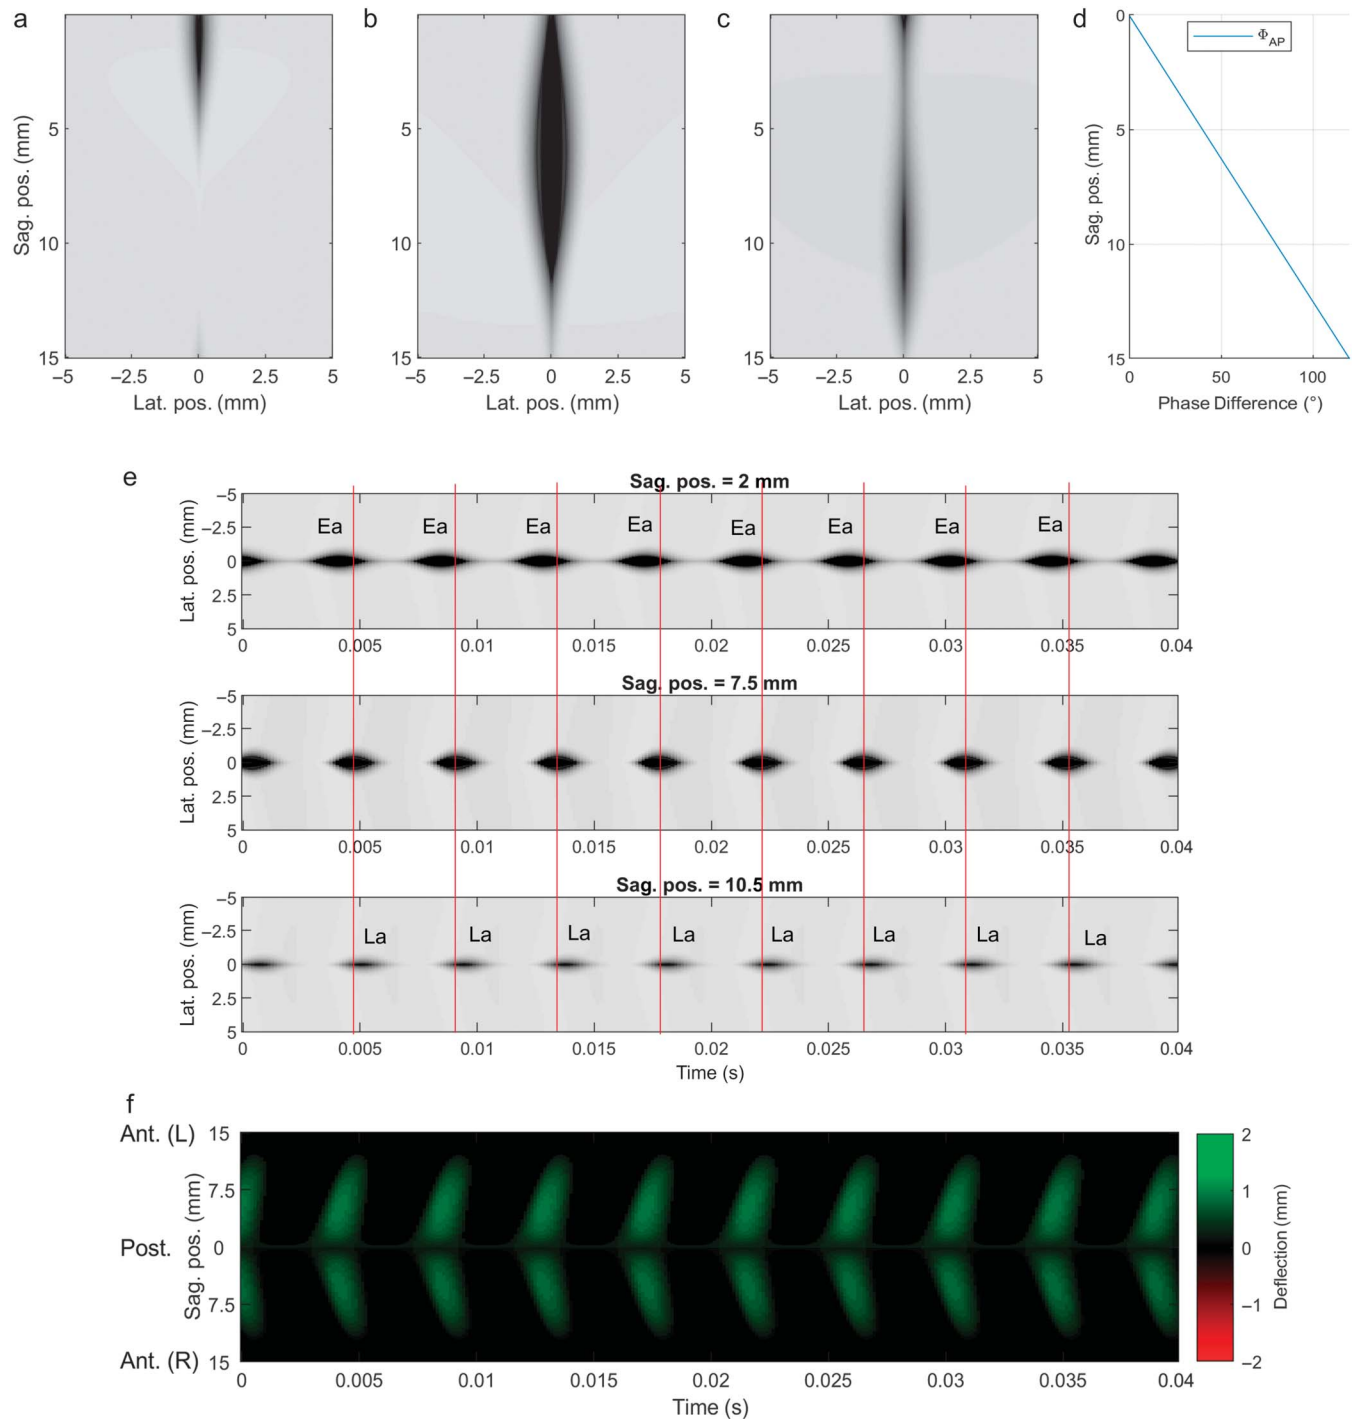 a
b
c
d
Sag. pos. (mm)
5
10
15
−5 −2.5 0 2.5 5
Lat. pos. (mm)
5
10
15
−5 −2.5 0 2.5 5
Lat. pos. (mm)
5
10
15
−5 −2.5 0 2.5 5
Lat. pos. (mm)
Φ_AP
Sag. pos. (mm)
0
5
10
15
0 50 100
Phase Difference (°)
e
Sag. pos. = 2 mm
Lat. pos. (mm)
−5
−2.5
0
2.5
5
Ea Ea Ea Ea Ea Ea Ea Ea
0 0.005 0.01 0.015 0.02 0.025 0.03 0.035 0.04
Sag. pos. = 7.5 mm
Lat. pos. (mm)
−5
−2.5
0
2.5
5
0 0.005 0.01 0.015 0.02 0.025 0.03 0.035 0.04
Sag. pos. = 10.5 mm
Lat. pos. (mm)
−5
−2.5
0
2.5
5
La La La La La La La La
0 0.005 0.01 0.015 0.02 0.025 0.03 0.035 0.04
Time (s)
f
Ant. (L) 15
7.5
Post. 0
7.5
Ant. (R) 15
Sag. pos. (mm)
0 0.005 0.01 0.015 0.02 0.025 0.03 0.035 0.04
Time (s)
2
1
0
−1
−2
Deflection (mm)